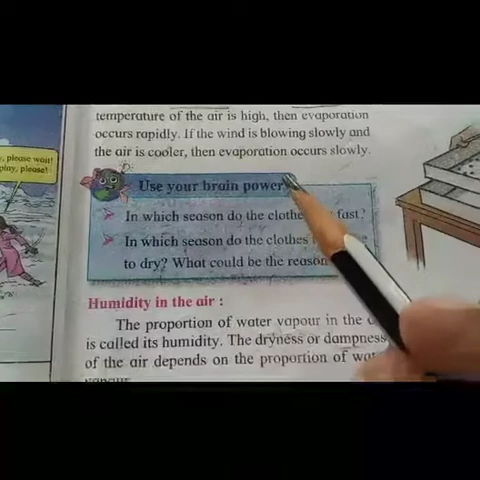 temperature of the air is high, then evaporation
occurs rapidly. If the wind is blowing slowly and
the air is cooler, then evaporation occurs slowly.
please wait!
play, please!
Use your brain power
In which season do the clothe fast?
In which season do the clothes
to dry? What could be the reason
Humidity in the air :
The proportion of water vapour in the
is called its humidity. The dryness or dampness
of the air depends on the proportion of